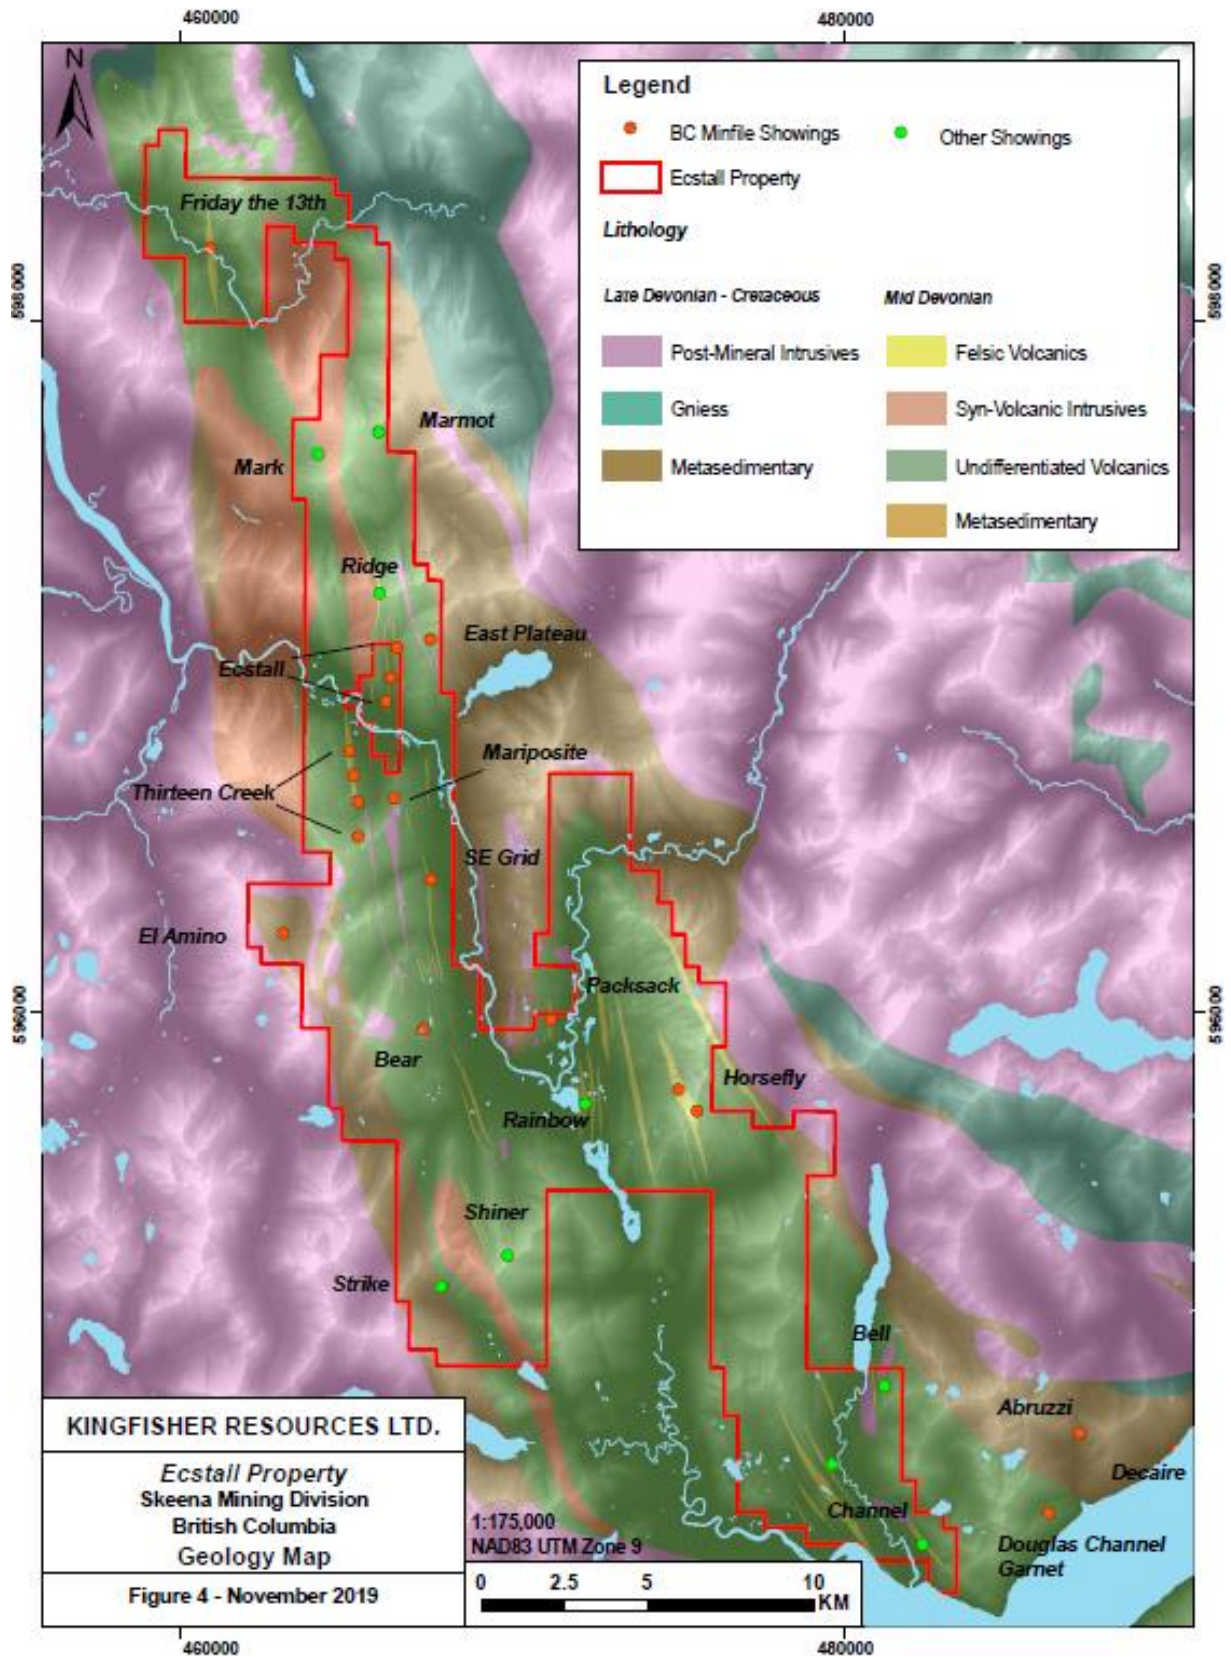 460000
480000
N
Legend
BC Minfile Showings
Other Showings
Ecstall Property
Lithology
Late Devonian - Cretaceous
Mid Devonian
Post-Mineral Intrusives
Felsic Volcanics
Gniess
Syn-Volcanic Intrusives
Metasedimentary
Undifferentiated Volcanics
Metasedimentary
598000
598000
Friday the 13th
Marmot
Mark
Ridge
East Plateau
Ecstall
Mariposite
Thirteen Creek
SE Grid
El Amino
Packsack
596000
596000
Bear
Horsefly
Rainbow
Shiner
Strike
Bell
Abruzzi
Decaire
Channel
Douglas Channel
Garnet
KINGFISHER RESOURCES LTD.
Ecstall Property
Skeena Mining Division
British Columbia
Geology Map
Figure 4 - November 2019
1:175,000
NAD83 UTM Zone 9
0 2.5 5 10
KM
460000
480000